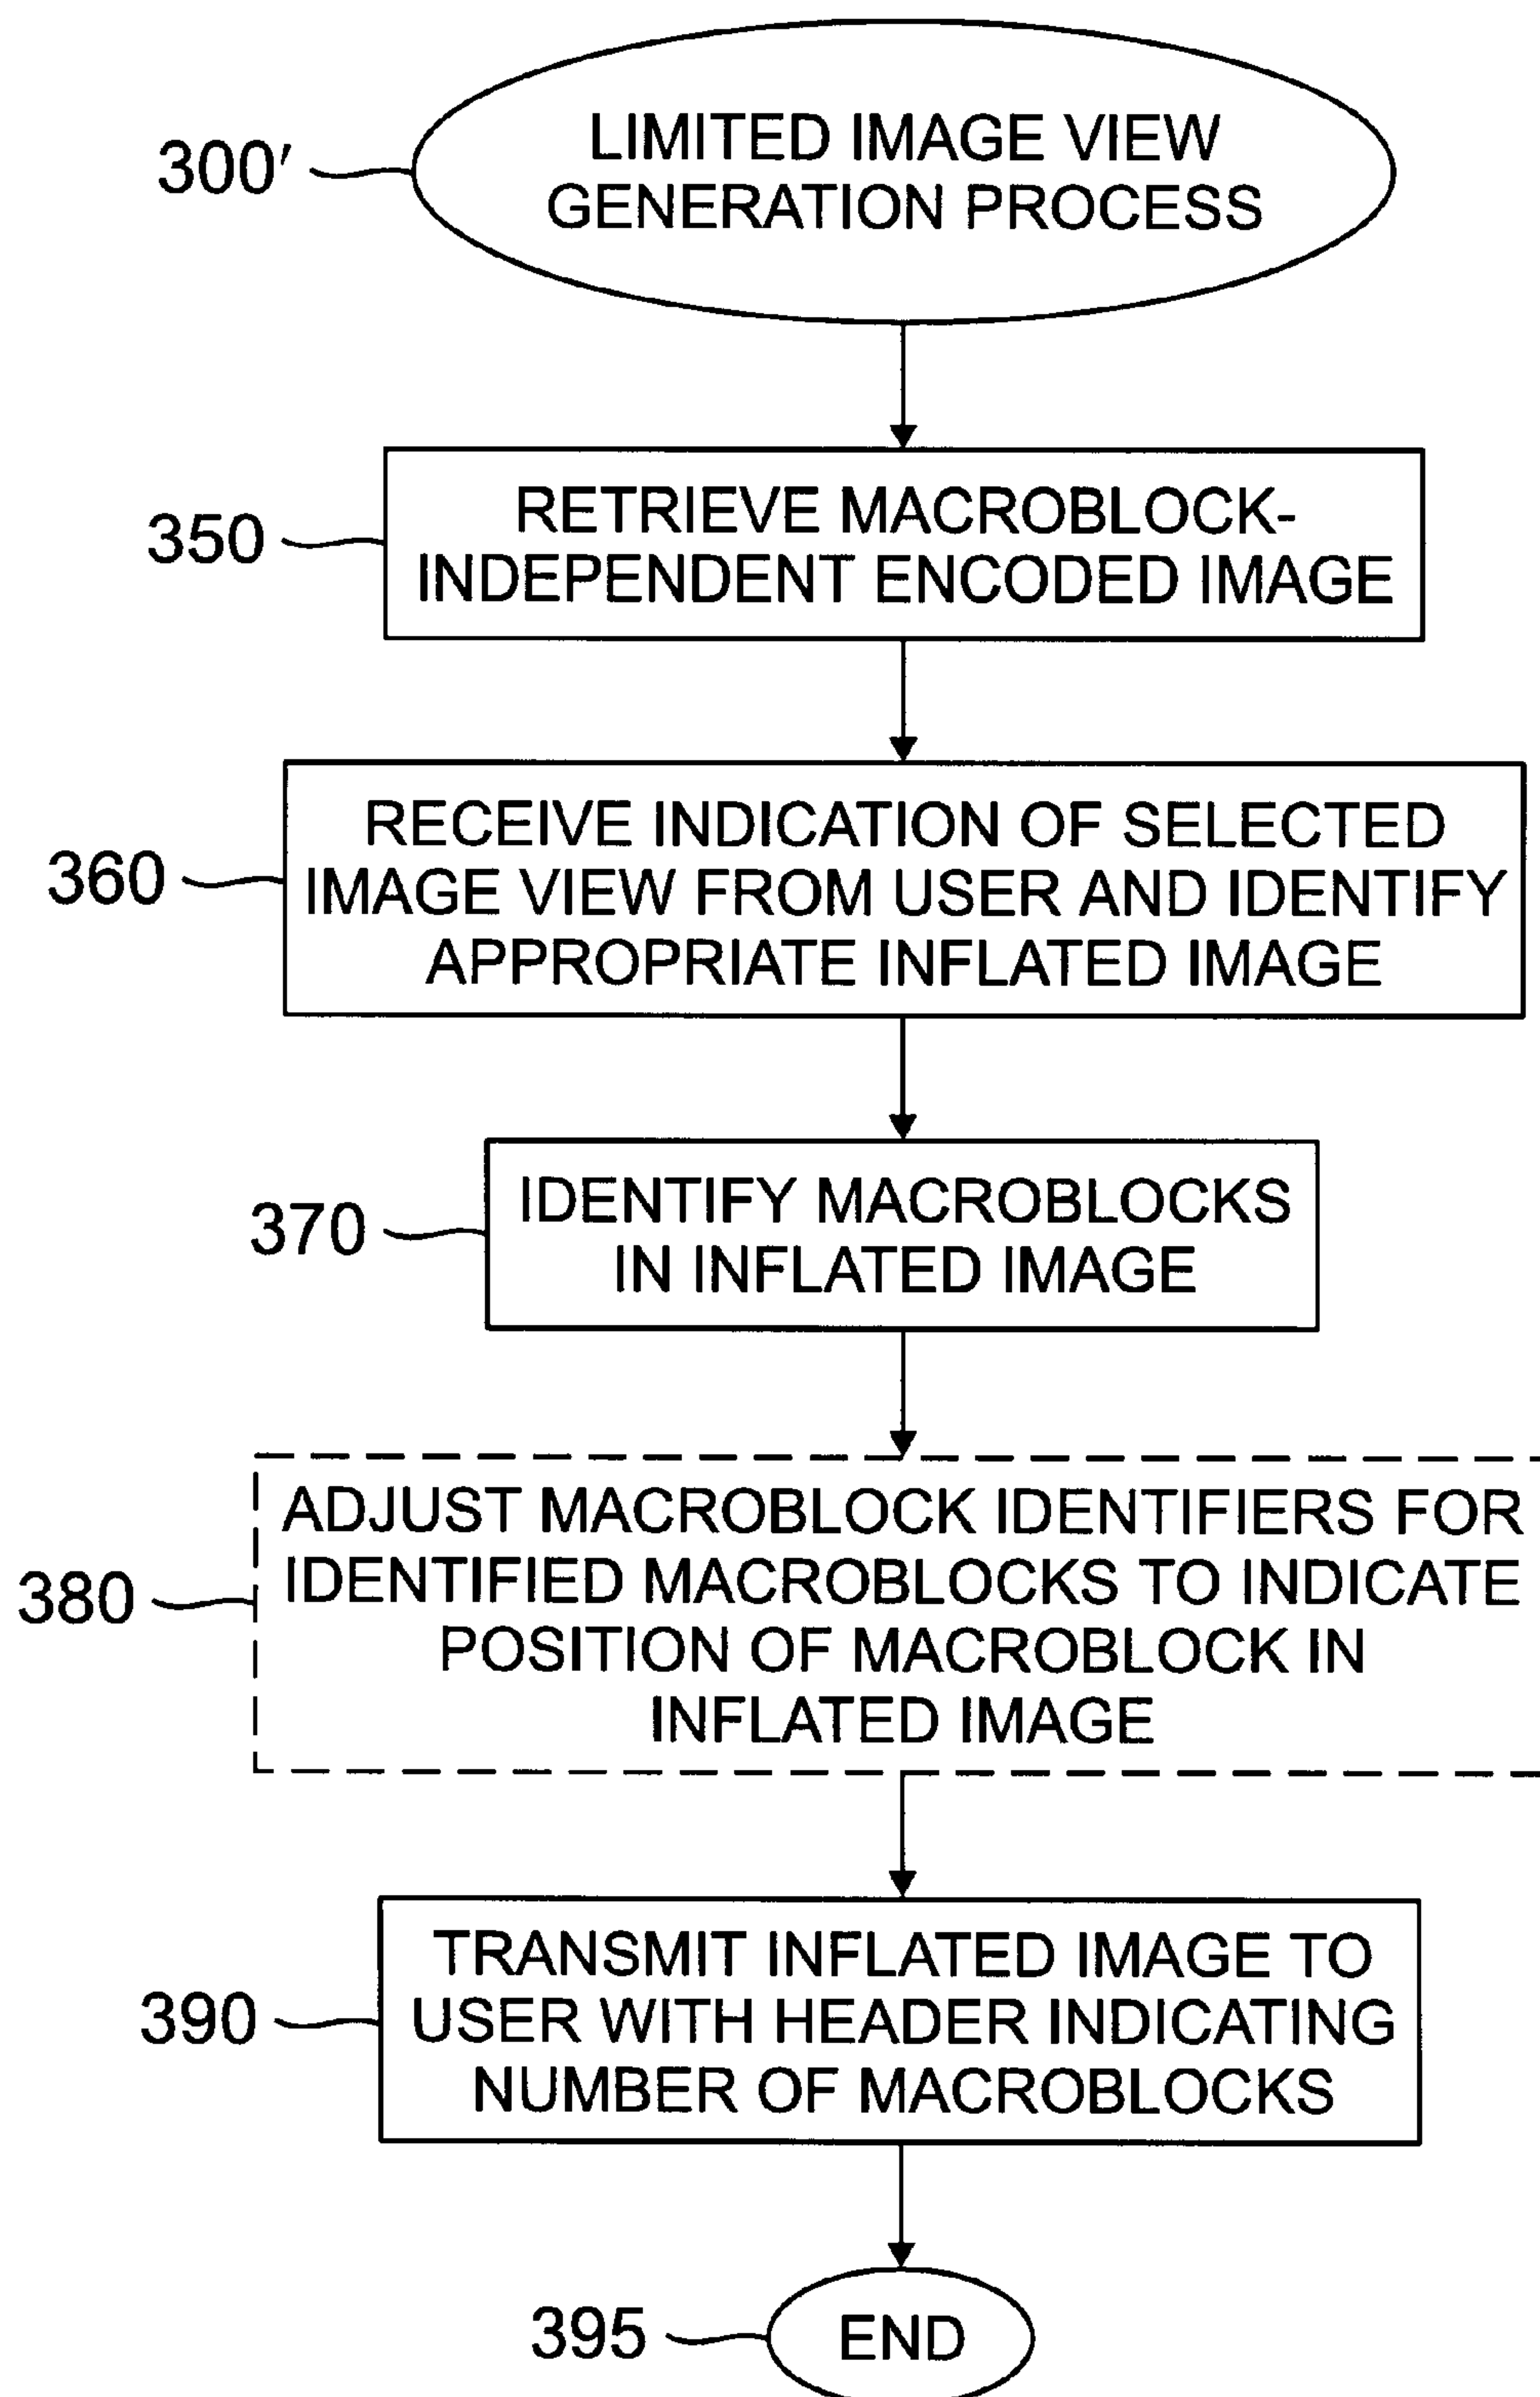 300′
LIMITED IMAGE VIEW
GENERATION PROCESS
350
RETRIEVE MACROBLOCK-
INDEPENDENT ENCODED IMAGE
360
RECEIVE INDICATION OF SELECTED
IMAGE VIEW FROM USER AND IDENTIFY
APPROPRIATE INFLATED IMAGE
370
IDENTIFY MACROBLOCKS
IN INFLATED IMAGE
380
ADJUST MACROBLOCK IDENTIFIERS FOR
IDENTIFIED MACROBLOCKS TO INDICATE
POSITION OF MACROBLOCK IN
INFLATED IMAGE
390
TRANSMIT INFLATED IMAGE TO
USER WITH HEADER INDICATING
NUMBER OF MACROBLOCKS
395
END